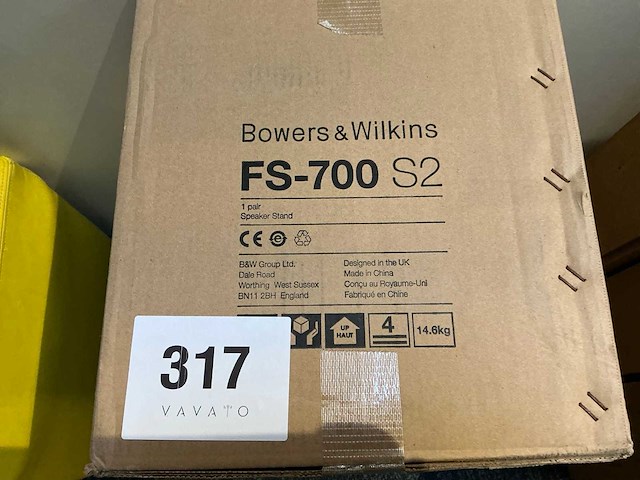 Bowers & Wilkins
FS-700 S2
1 pair
Speaker Stand
CE e
B&W Group Ltd.
Dale Road
Worthing West Sussex
BN11 2BH England
Designed in the UK
Made in China
Conçu au Royaume-Uni
Fabriqué en Chine
UP
HAUT
4
14.6kg
317
VAVATO